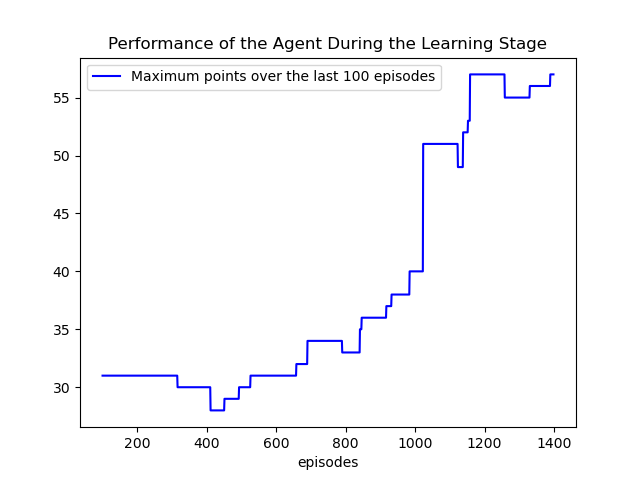 Performance of the Agent During the Learning Stage
Maximum points over the last 100 episodes
55
50
45
40
35
30
200 400 600 800 1000 1200 1400
episodes